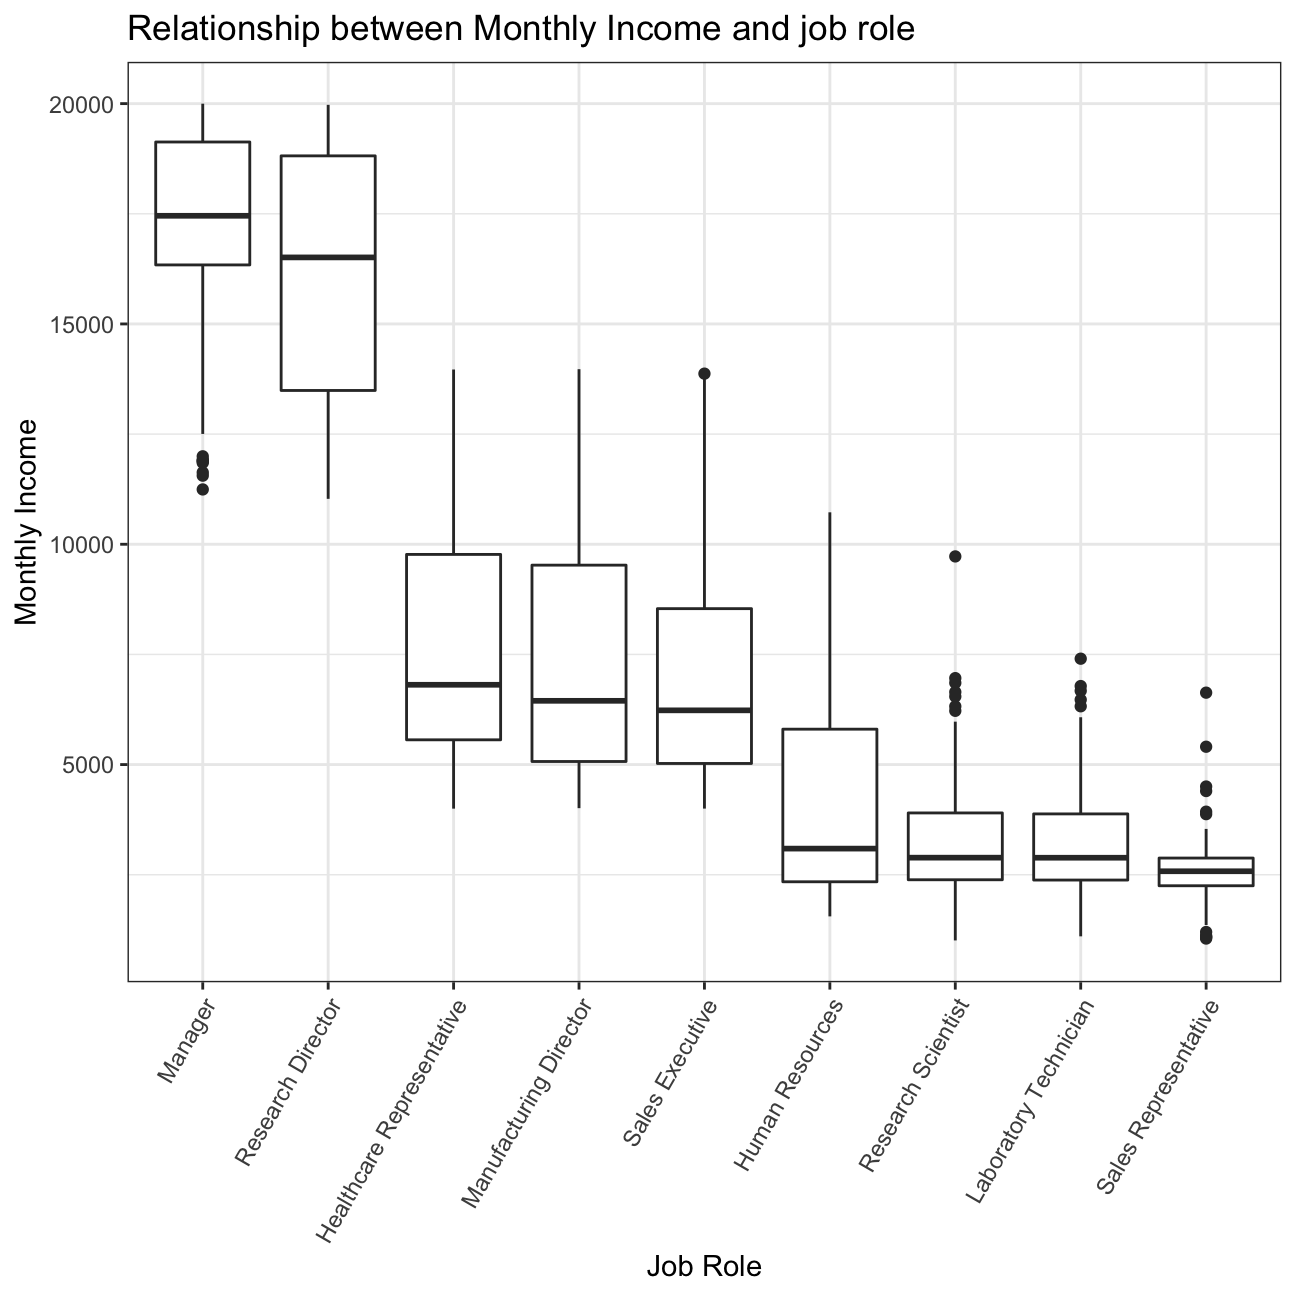 Relationship between Monthly Income and job role
20000
15000
10000
5000
Monthly Income
Manager
Research Director
Healthcare Representative
Manufacturing Director
Sales Executive
Human Resources
Research Scientist
Laboratory Technician
Sales Representative
Job Role